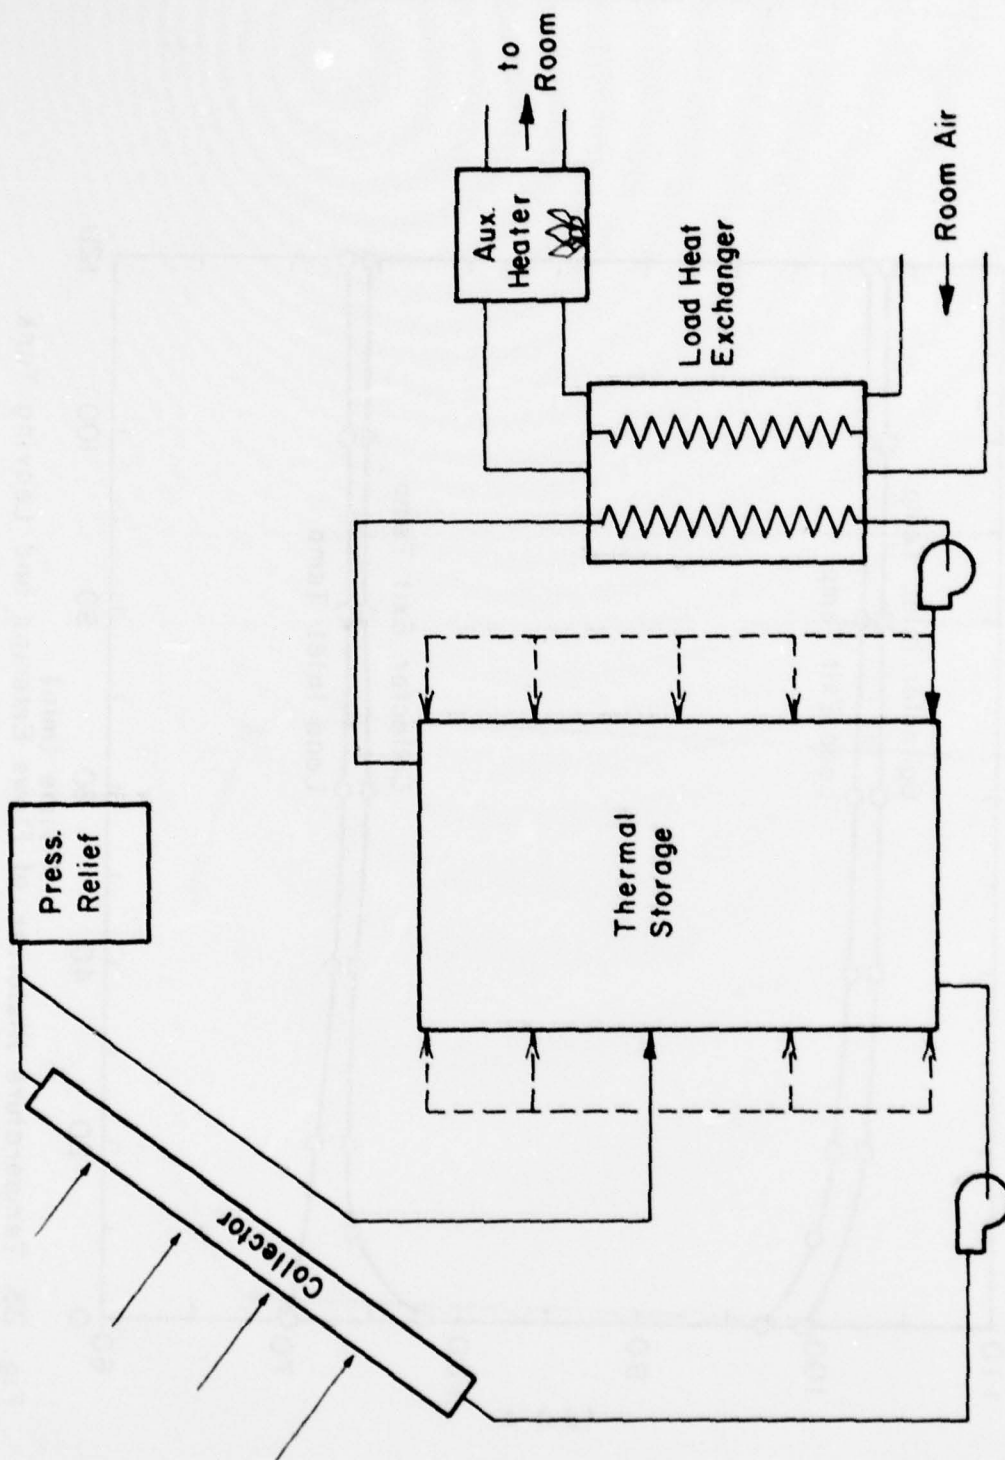 Press.
Relief
Collector
Thermal
Storage
Load Heat
Exchanger
Aux.
Heater
to
Room
Room Air